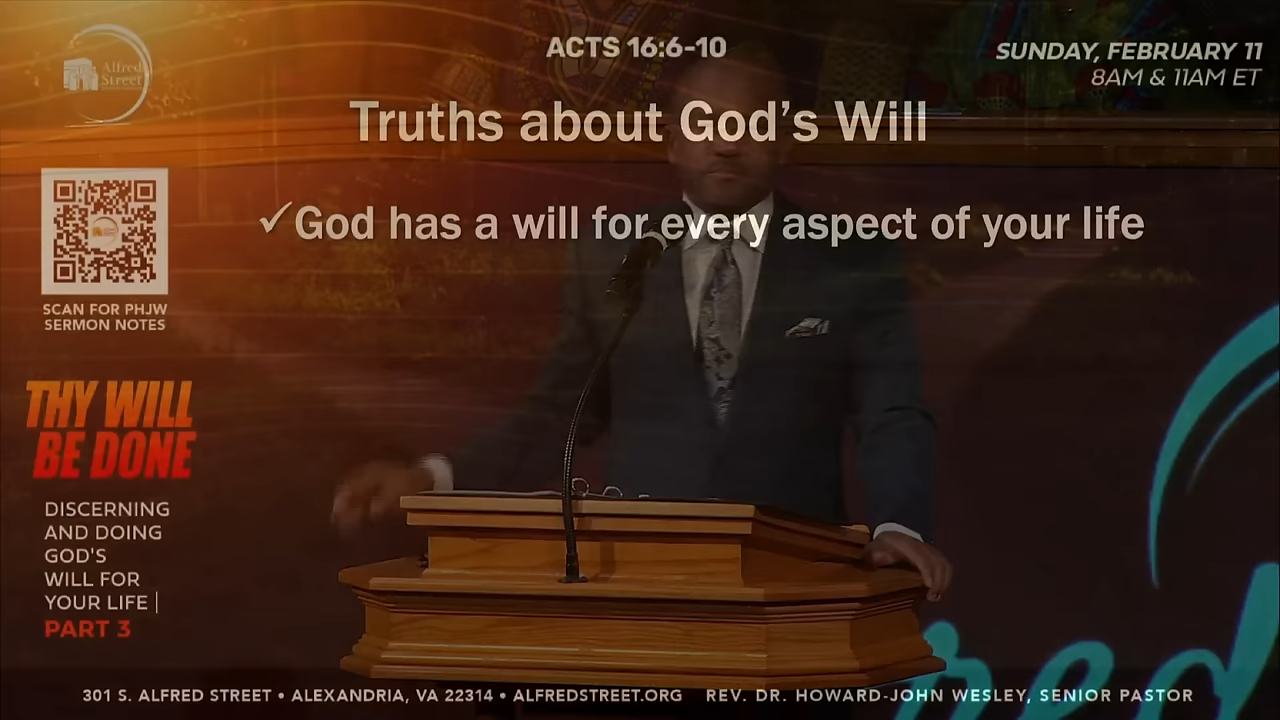 Alfred
Street
ACTS 16:6-10
SUNDAY, FEBRUARY 11
8AM & 11AM ET
Truths about God's Will
✓God has a will for every aspect of your life
SCAN FOR PHJW
SERMON NOTES
THY WILL
BE DONE
DISCERNING
AND DOING
GOD'S
WILL FOR
YOUR LIFE |
PART 3
red
301 S. ALFRED STREET • ALEXANDRIA, VA 22314 • ALFREDSTREET.ORG REV. DR. HOWARD-JOHN WESLEY, SENIOR PASTOR